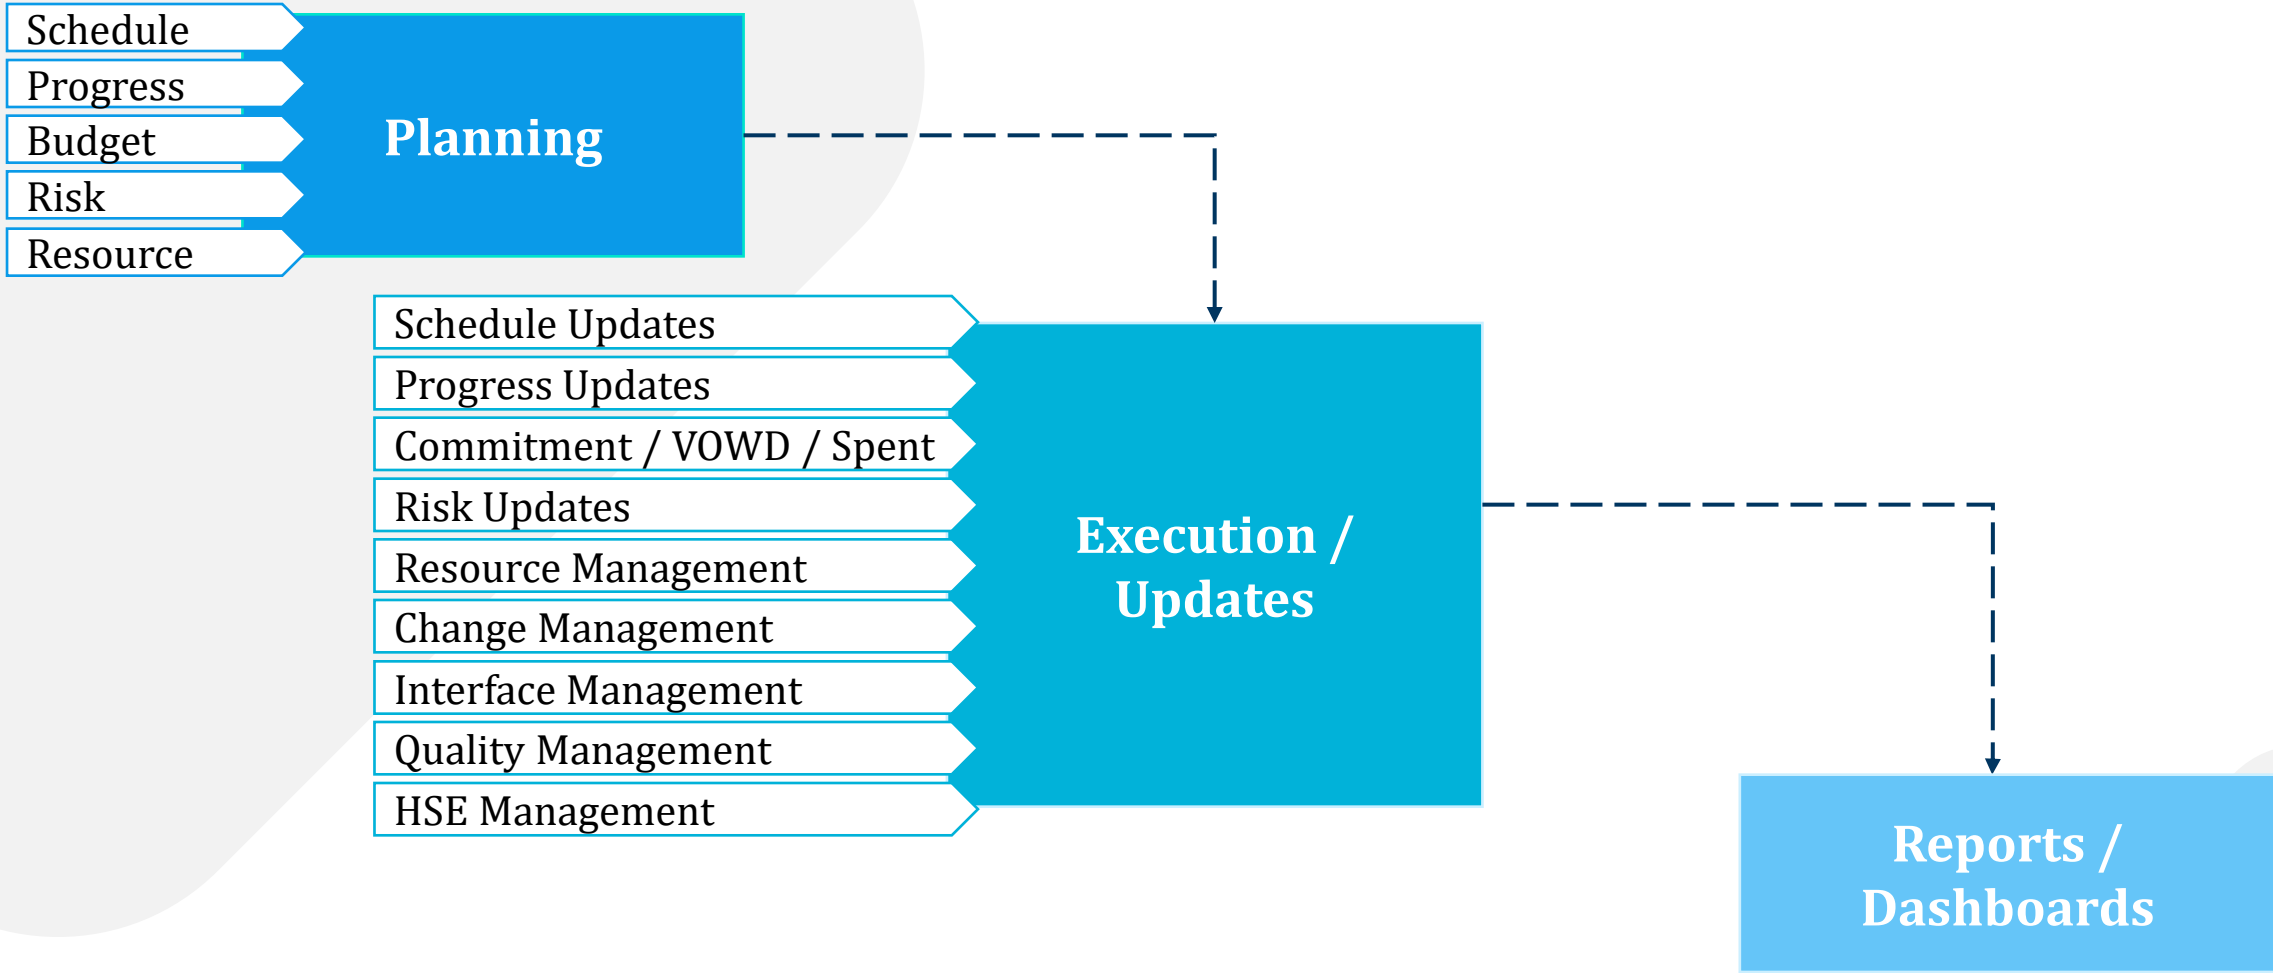 Schedule
Progress
Budget
Risk
Resource
Planning
Schedule Updates
Progress Updates
Commitment / VOWD / Spent
Risk Updates
Resource Management
Change Management
Interface Management
Quality Management
HSE Management
Execution /
Updates
Reports /
Dashboards